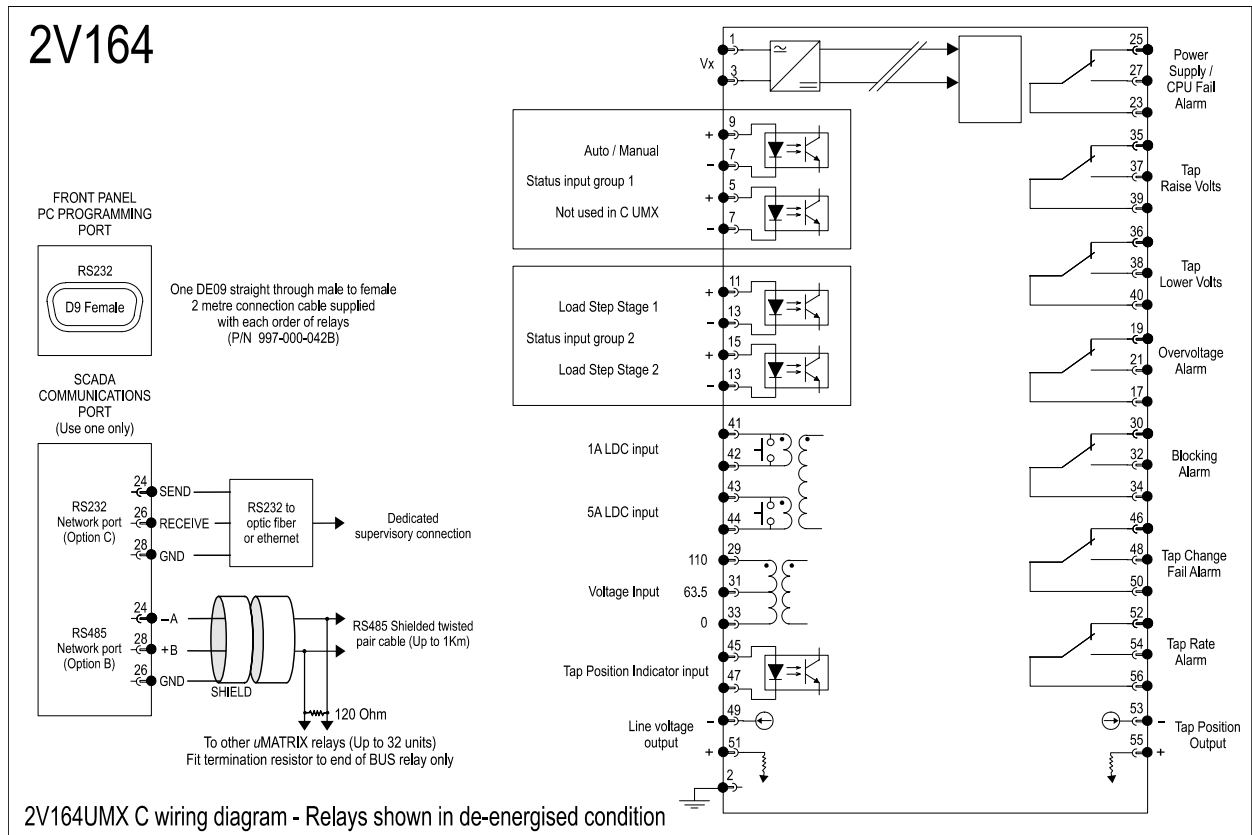 2V164
FRONT PANEL
PC PROGRAMMING
PORT
RS232
D9 Female
One DE09 straight through male to female
2 metre connection cable supplied
with each order of relays
(P/N 997-000-042B)
SCADA
COMMUNICATIONS
PORT
(Use one only)
RS232
Network port
(Option C)
24
SEND
26
RECEIVE
28
GND
RS232 to
optic fiber
or ethernet
Dedicated
supervisory connection
RS485
Network port
(Option B)
24
–A
28
+B
26
GND
SHIELD
RS485 Shielded twisted
pair cable (Up to 1Km)
120 Ohm
To other uMATRIX relays (Up to 32 units)
Fit termination resistor to end of BUS relay only
Vx
1
3
Auto / Manual
+ 9
– 7
Status input group 1
Not used in C UMX
+ 5
– 7
Load Step Stage 1
+ 11
– 13
Status input group 2
Load Step Stage 2
+ 15
– 13
1A LDC input
41
42
5A LDC input
43
44
Voltage Input
110 29
63.5 31
0 33
Tap Position Indicator input
45
47
Line voltage
output
– 49
+ 51
2
25
27
23
Power
Supply /
CPU Fail
Alarm
35
37
39
Tap
Raise Volts
36
38
40
Tap
Lower Volts
19
21
17
Overvoltage
Alarm
30
32
34
Blocking
Alarm
46
48
50
Tap Change
Fail Alarm
52
54
56
Tap Rate
Alarm
53 –
55 +
Tap Position
Output
2V164UMX C wiring diagram - Relays shown in de-energised condition